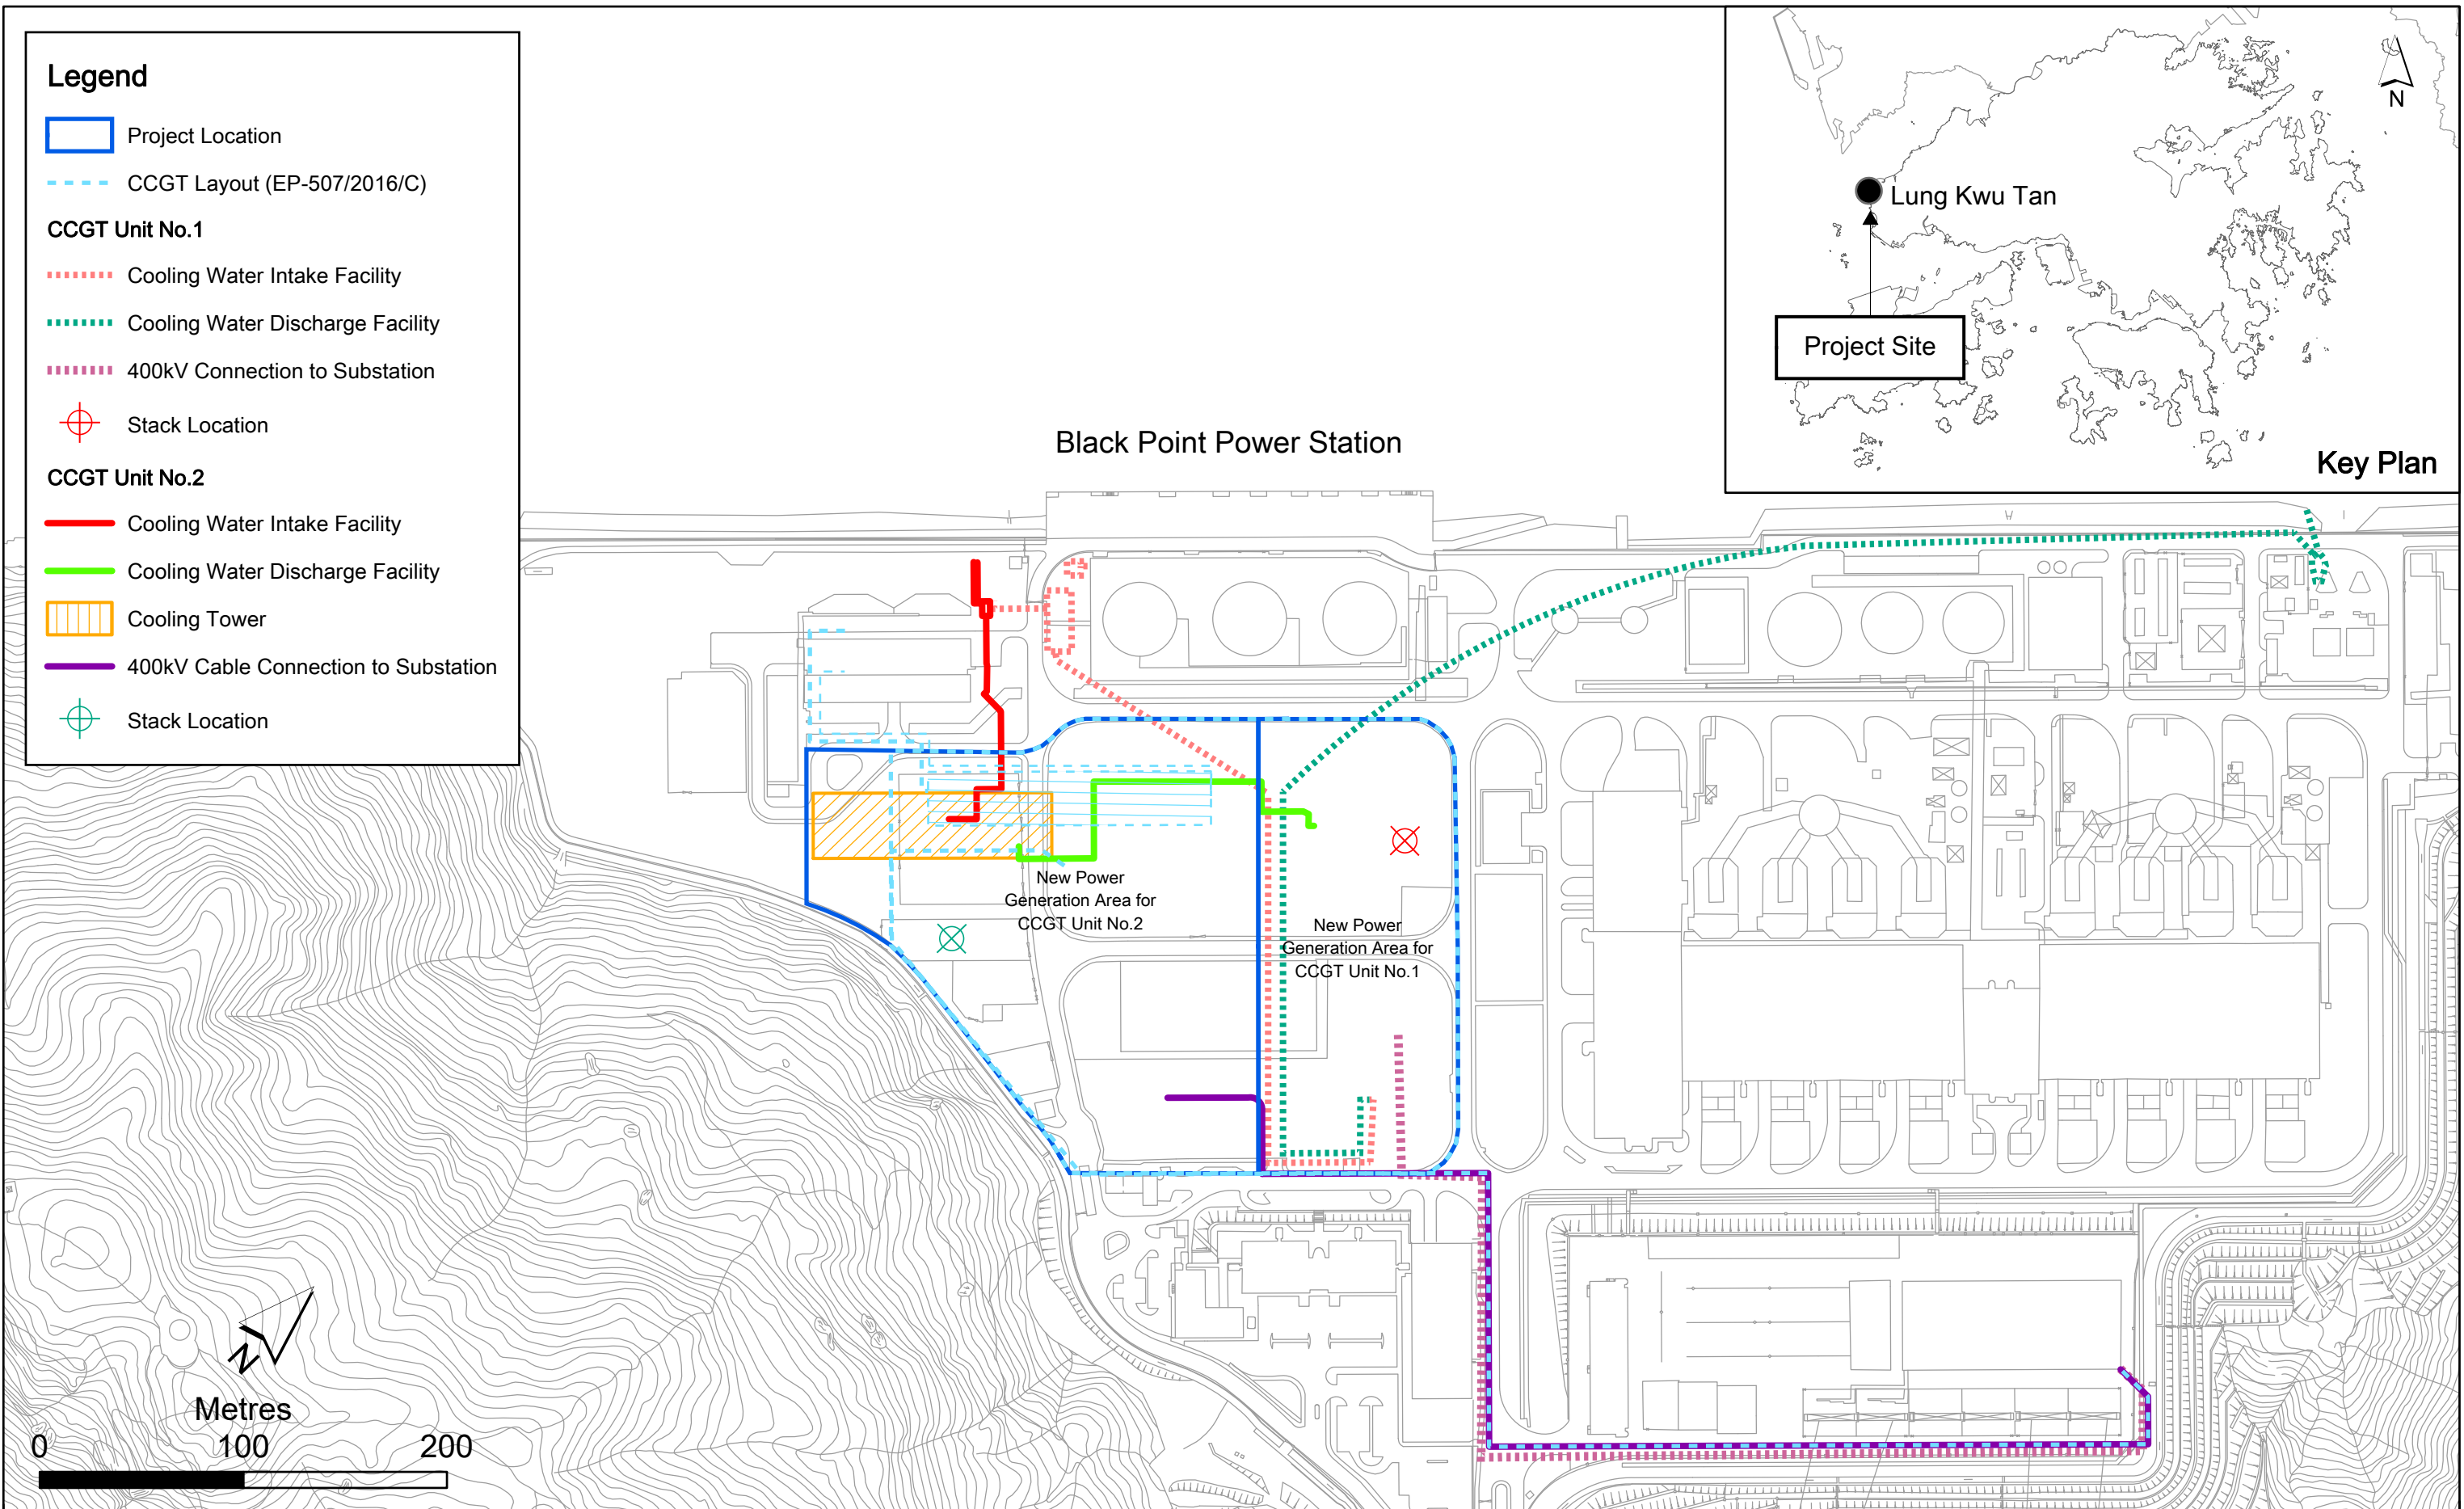 Legend
Project Location
CCGT Layout (EP-507/2016/C)
CCGT Unit No.1
Cooling Water Intake Facility
Cooling Water Discharge Facility
400kV Connection to Substation
Stack Location
CCGT Unit No.2
Cooling Water Intake Facility
Cooling Water Discharge Facility
Cooling Tower
400kV Cable Connection to Substation
Stack Location
N
Lung Kwu Tan
Project Site
Key Plan
Black Point Power Station
New Power
Generation Area for
CCGT Unit No.2
New Power
Generation Area for
CCGT Unit No.1
N
Metres
0 100 200